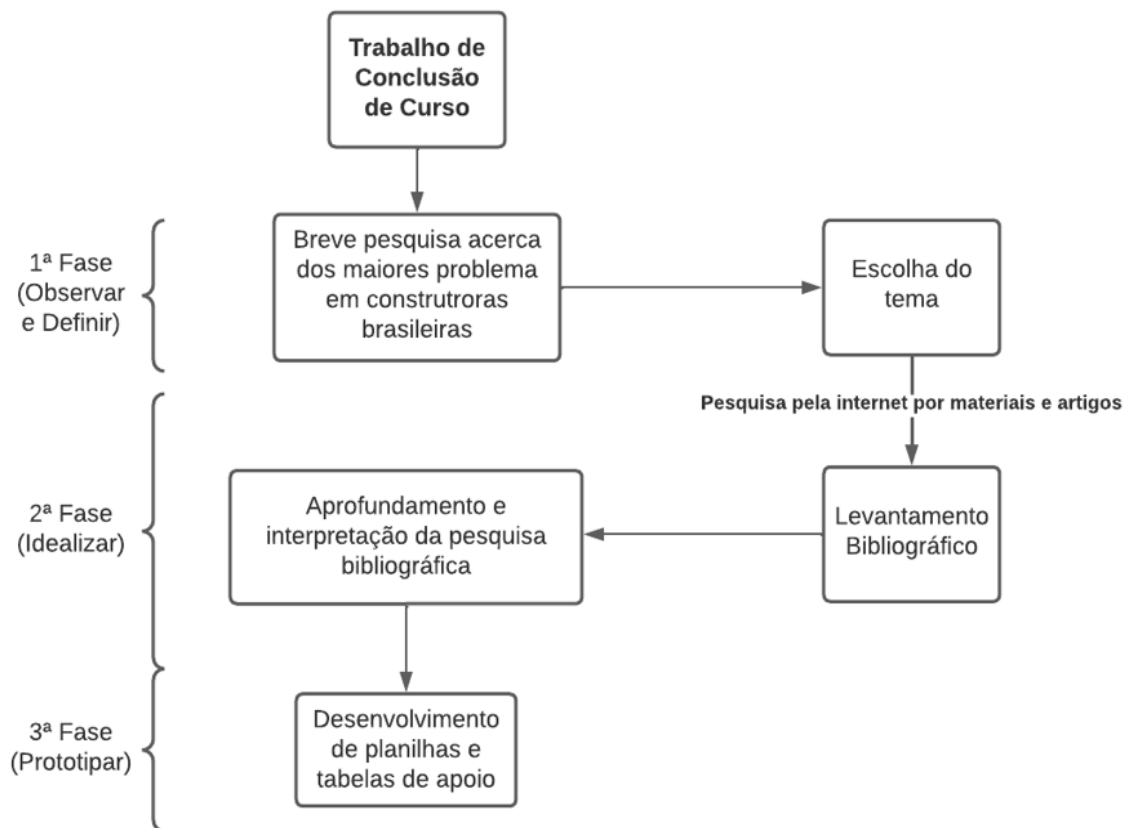 Trabalho de
Conclusão
de Curso
1ª Fase
(Observar
e Definir)
Breve pesquisa acerca
dos maiores problema
em construtroras
brasileiras
Escolha do
tema
Pesquisa pela internet por materiais e artigos
2ª Fase
(Idealizar)
Aprofundamento e
interpretação da pesquisa
bibliográfica
Levantamento
Bibliográfico
3ª Fase
(Prototipar)
Desenvolvimento
de planilhas e
tabelas de apoio